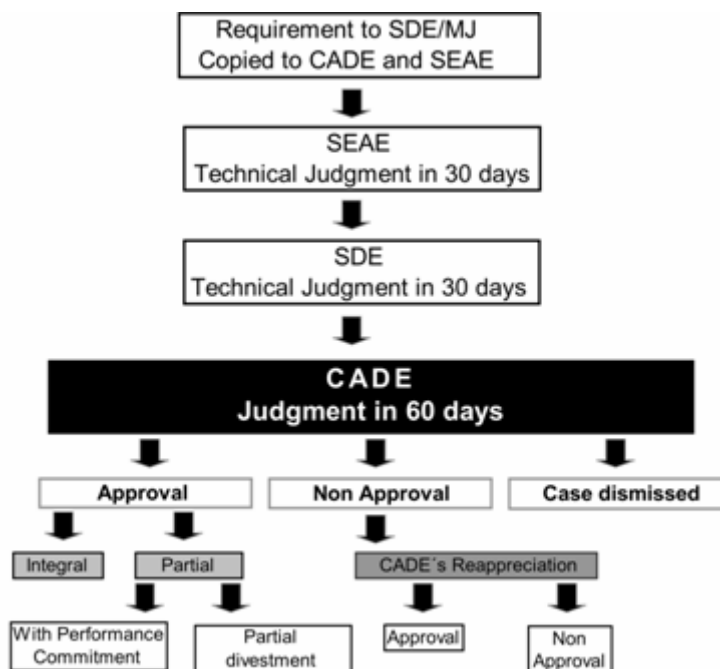 Requirement to SDE/MJ
Copied to CADE and SEAE
SEAE
Technical Judgment in 30 days
SDE
Technical Judgment in 30 days
CADE
Judgment in 60 days
Approval
Non Approval
Case dismissed
Integral
Partial
CADE´s Reappreciation
With Performance
Commitment
Partial
divestment
Approval
Non
Approval